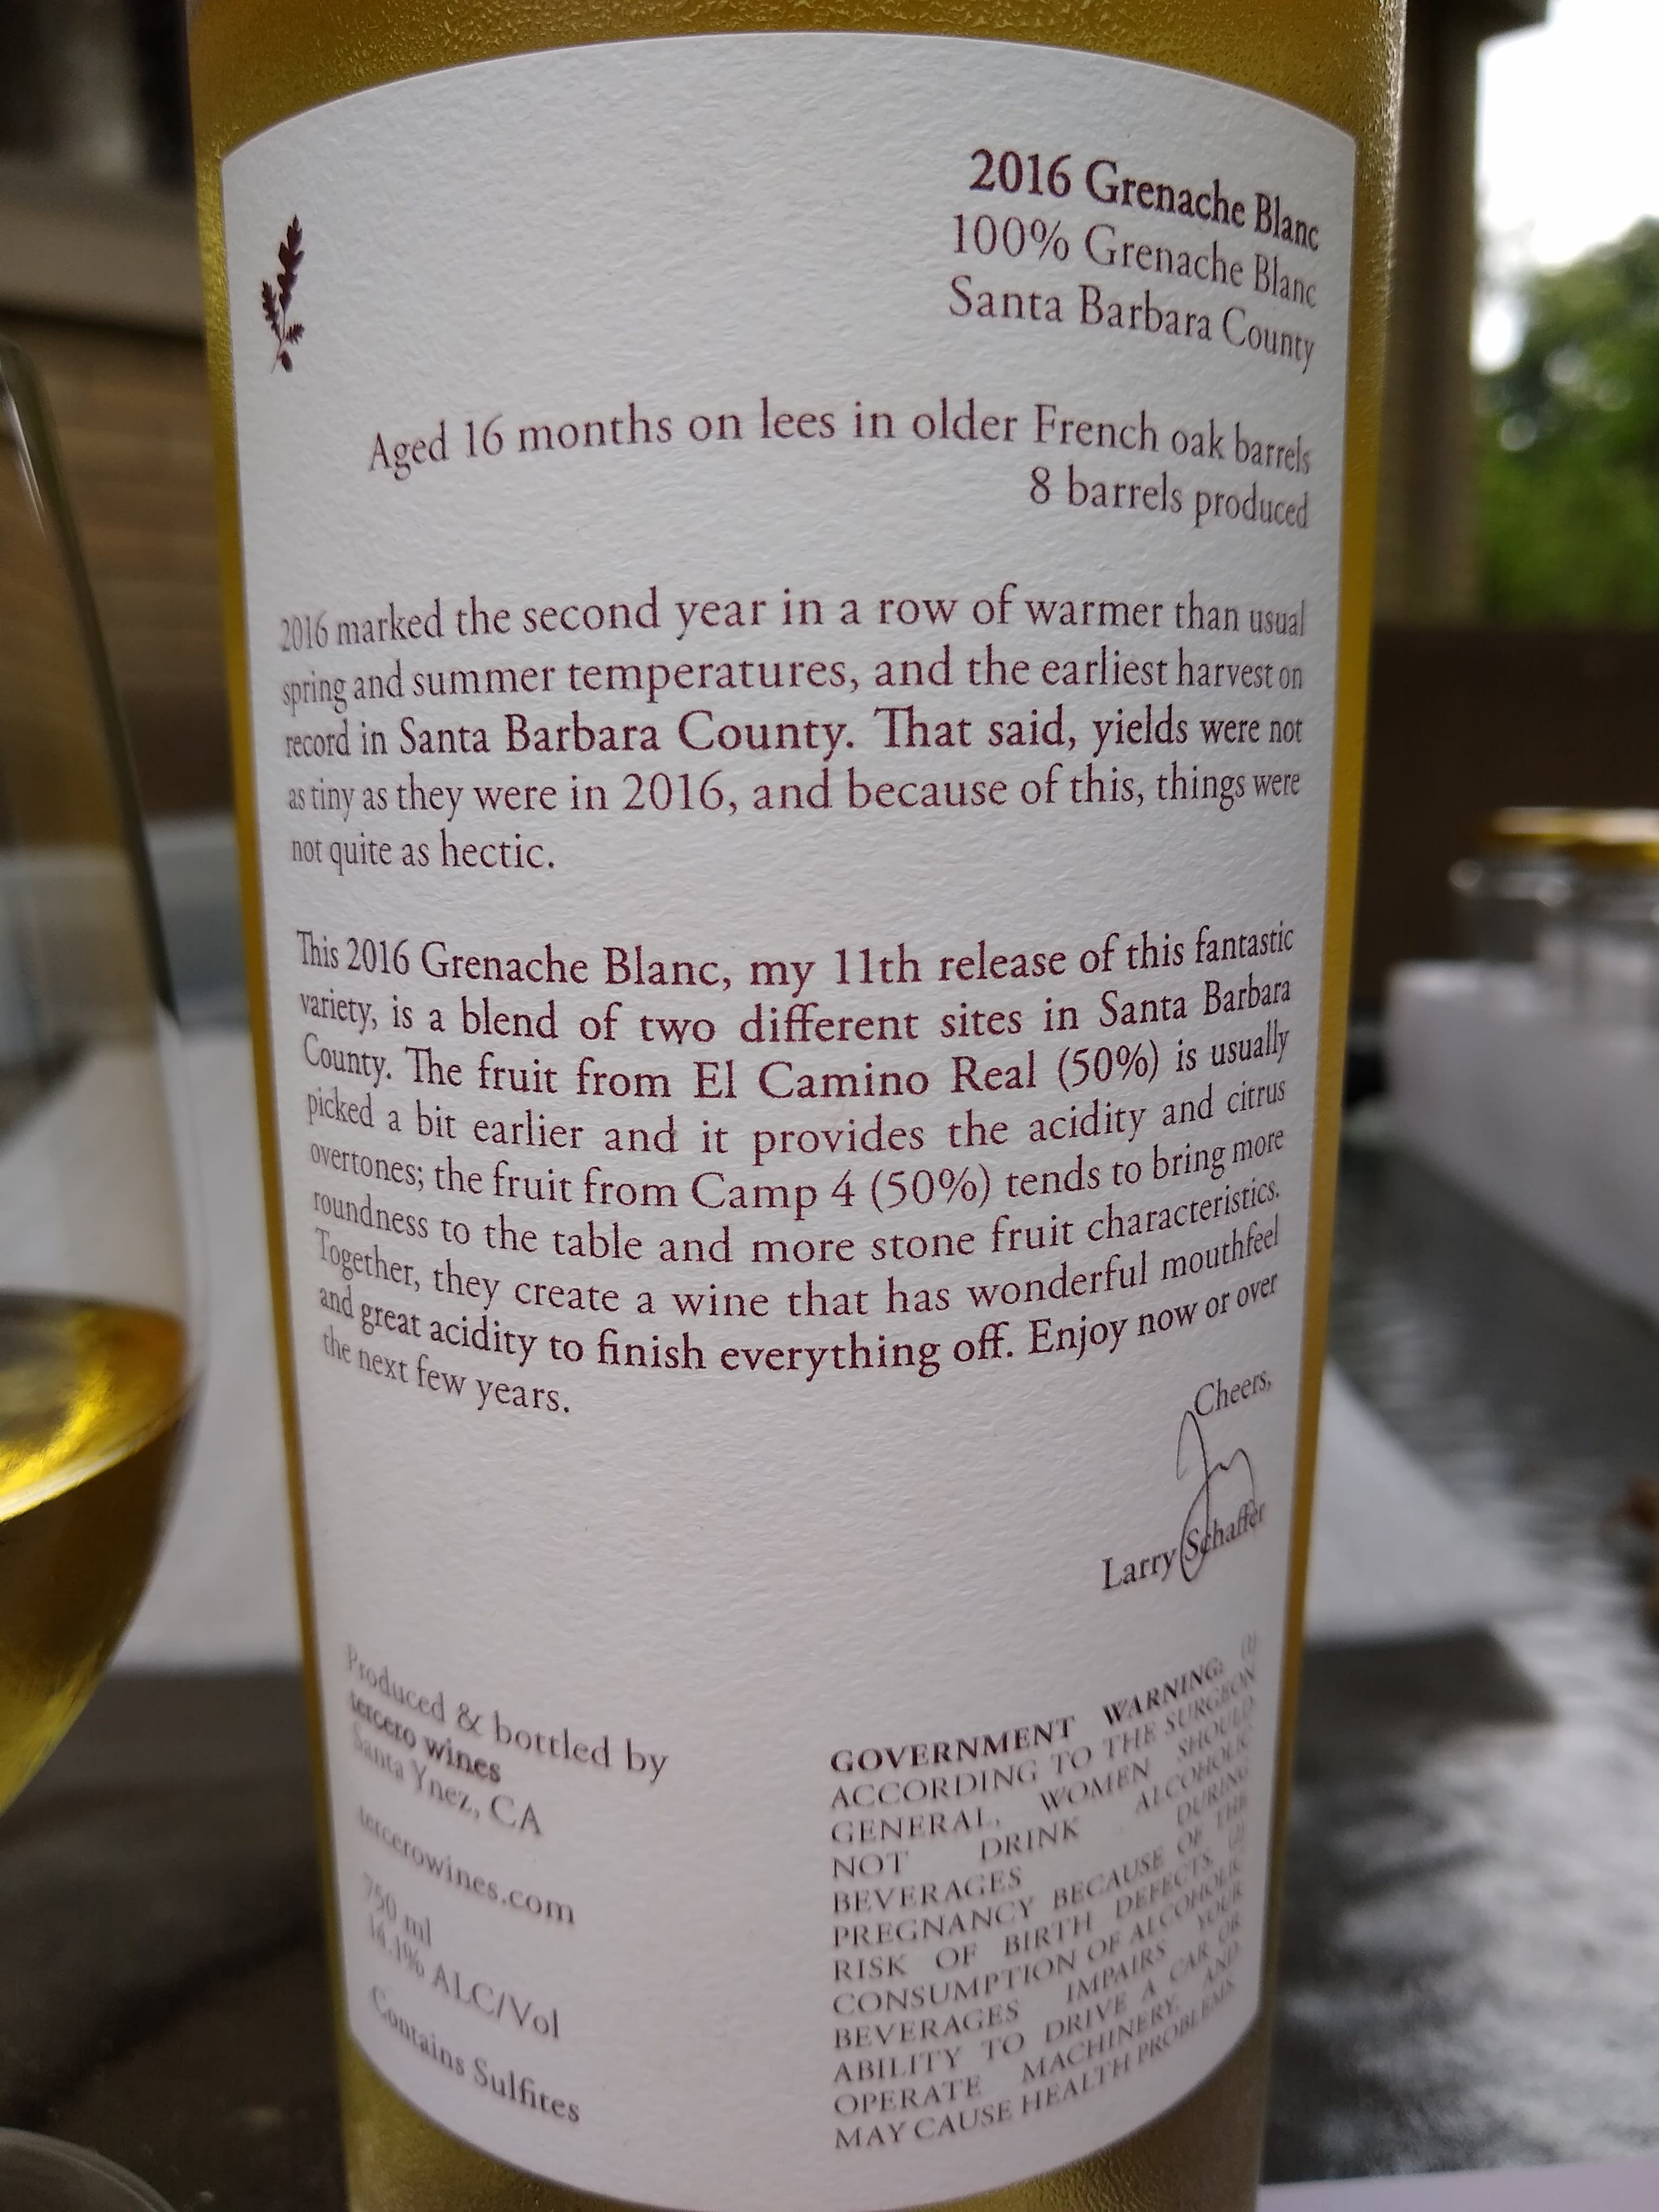 2016 Grenache Blanc
100% Grenache Blanc
Santa Barbara County
Aged 16 months on lees in older French oak barrels
8 barrels produced
2016 marked the second year in a row of warmer than usual
spring and summer temperatures, and the earliest harvest on
record in Santa Barbara County. That said, yields were not
as tiny as they were in 2016, and because of this, things were
not quite as hectic.
This 2016 Grenache Blanc, my 11th release of this fantastic
variety, is a blend of two different sites in Santa Barbara
County. The fruit from El Camino Real (50%) is usually
picked a bit earlier and it provides the acidity and citrus
overtones; the fruit from Camp 4 (50%) tends to bring more
roundness to the table and more stone fruit characteristics.
Together, they create a wine that has wonderful mouthfeel
and great acidity to finish everything off. Enjoy now or over
the next few years.
Cheers,
Larry Schaffer
Produced & bottled by
tercero wines
Santa Ynez, CA
tercerowines.com
750 ml
14.1% ALC/Vol
Contains Sulfites
GOVERNMENT WARNING: (1)
ACCORDING TO THE SURGEON
GENERAL, WOMEN SHOULD
NOT DRINK ALCOHOLIC
BEVERAGES DURING
PREGNANCY BECAUSE OF THE
RISK OF BIRTH DEFECTS. (2)
CONSUMPTION OF ALCOHOLIC
BEVERAGES IMPAIRS YOUR
ABILITY TO DRIVE A CAR OR
OPERATE MACHINERY, AND
MAY CAUSE HEALTH PROBLEMS.